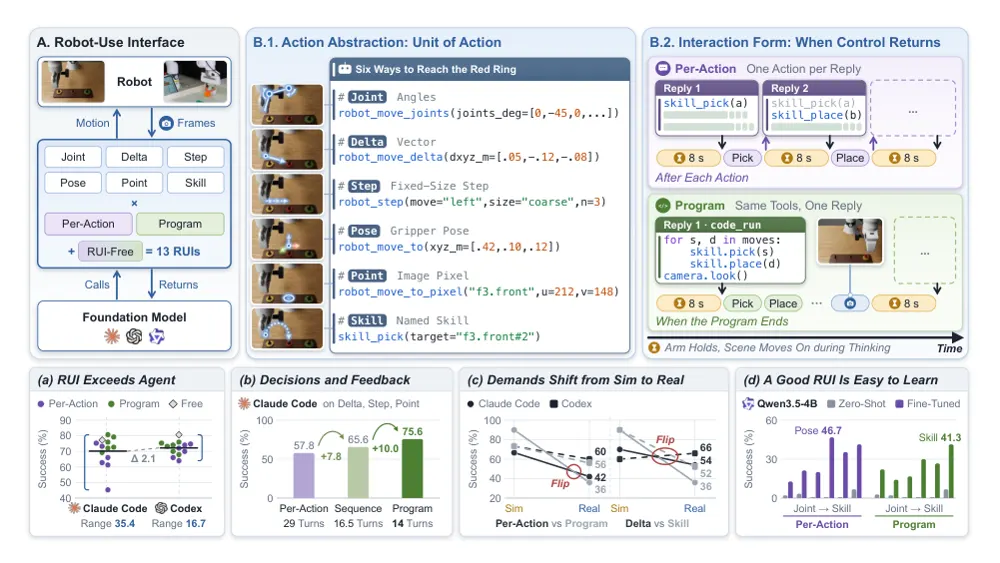 A. Robot-Use Interface
Robot
Motion
Frames
Joint
Delta
Step
Pose
Point
Skill
×
Per-Action
Program
+ RUI-Free = 13 RUIs
Calls
Returns
Foundation Model
B.1. Action Abstraction: Unit of Action
Six Ways to Reach the Red Ring
# Joint Angles
robot_move_joints(joints_deg=[0,−45,0,...])
# Delta Vector
robot_move_delta(dxyz_m=[.05,−.12,−.08])
# Step Fixed−Size Step
robot_step(move="left",size="coarse",n=3)
# Pose Gripper Pose
robot_move_to(xyz_m=[.42,.10,.12])
# Point Image Pixel
robot_move_to_pixel("f3.front",u=212,v=148)
# Skill Named Skill
skill_pick(target="f3.front#2")
B.2. Interaction Form: When Control Returns
Per-Action One Action per Reply
Reply 1
skill_pick(a)
Reply 2
skill_pick(a)
skill_place(b)
...
8 s
Pick
8 s
Place
8 s
After Each Action
Program Same Tools, One Reply
Reply 1 · code_run
for s, d in moves:
skill.pick(s)
skill.place(d)
camera.look()
...
8 s
Pick
Place
...
8 s
When the Program Ends
Arm Holds, Scene Moves On during Thinking
Time
(a) RUI Exceeds Agent
Per-Action Program Free
Success (%)
90
80
70
60
50
40
Δ 2.1
Claude Code
Range 35.4
Codex
Range 16.7
(b) Decisions and Feedback
Claude Code on Delta, Step, Point
Success (%)
100
50
0
57.8
+7.8
65.6
+10.0
75.6
Per-Action
29 Turns
Sequence
16.5 Turns
Program
14 Turns
(c) Demands Shift from Sim to Real
Claude Code Codex
Success (%)
100
80
60
40
20
Flip
60
56
42
36
Sim
Real
Per-Action vs Program
Flip
66
54
52
36
Sim
Real
Delta vs Skill
(d) A Good RUI Is Easy to Learn
Qwen3.5-4B Zero-Shot Fine-Tuned
Success (%)
60
30
0
Pose 46.7
Skill 41.3
Joint → Skill
Per-Action
Joint → Skill
Program